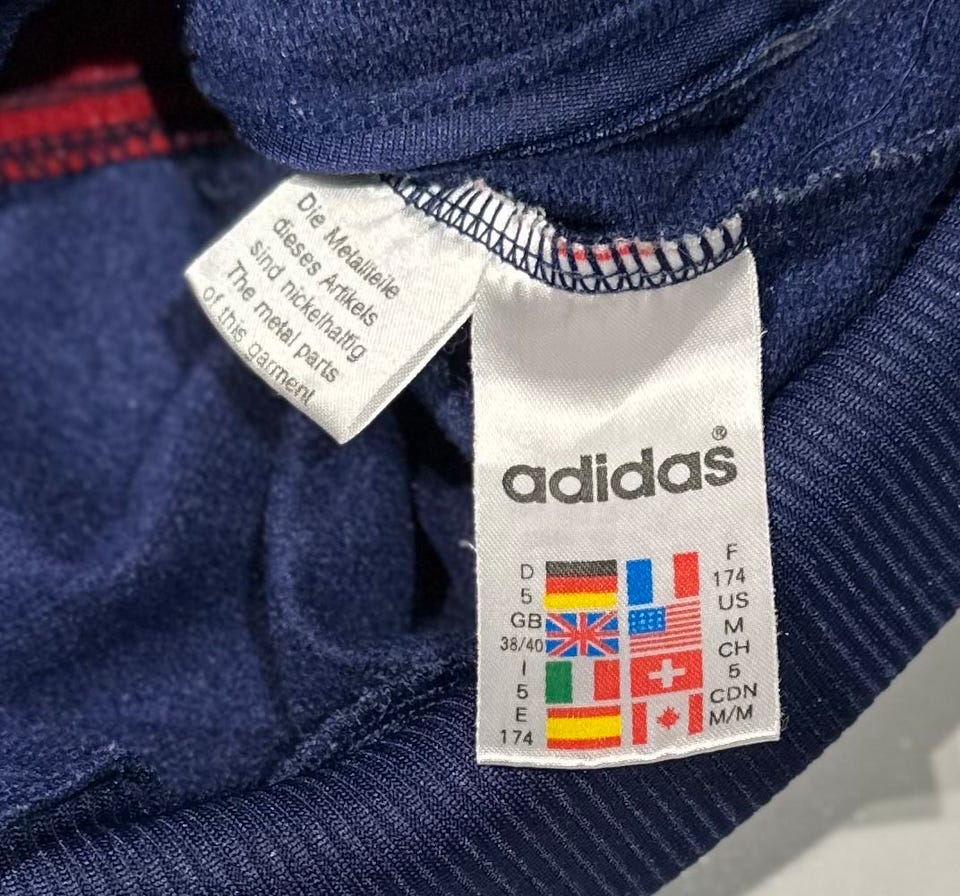 Die Metallteile
dieses Artikels
sind nickelhaltig
The metal parts
of this garment
adidas®
D
5
GB
38/40
I
5
E
174
F
174
US
M
CH
5
CDN
M/M